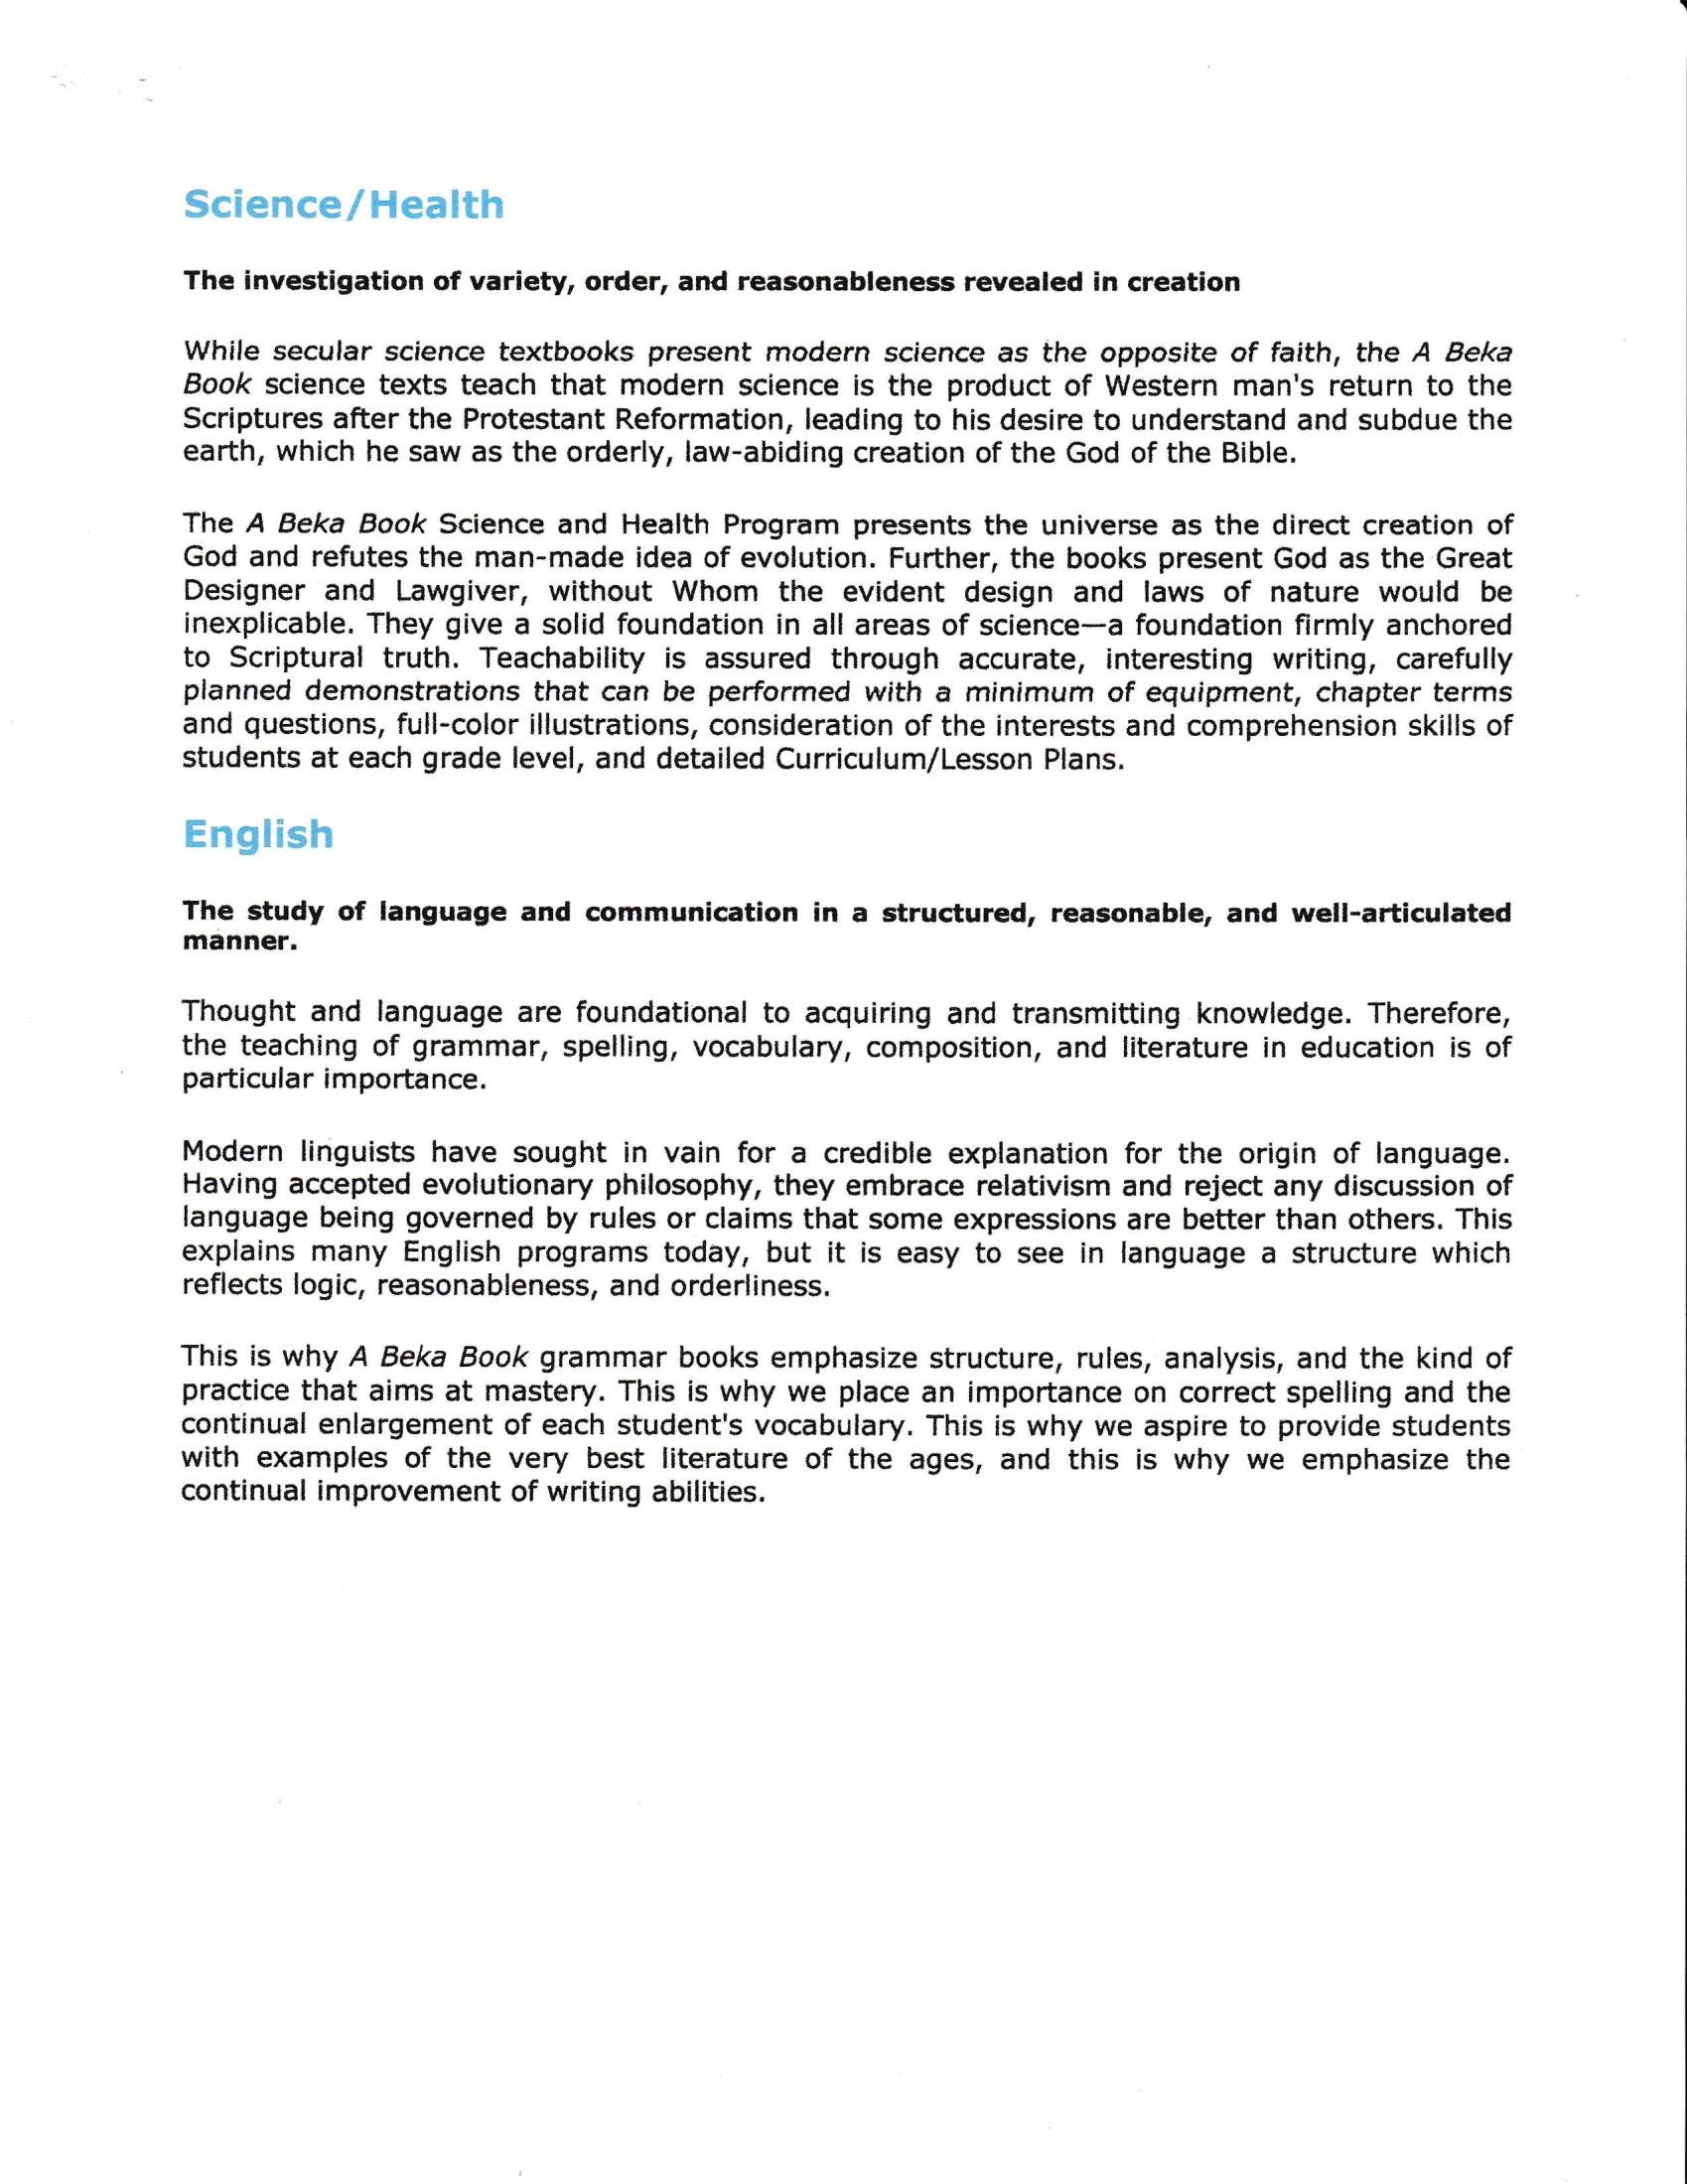 Science/Health
The investigation of variety, order, and reasonableness revealed in creation
While secular science textbooks present modern science as the opposite of faith, the A Beka
Book science texts teach that modern science is the product of Western man's return to the
Scriptures after the Protestant Reformation, leading to his desire to understand and subdue the
earth, which he saw as the orderly, law-abiding creation of the God of the Bible.
The A Beka Book Science and Health Program presents the universe as the direct creation of
God and refutes the man-made idea of evolution. Further, the books present God as the Great
Designer and Lawgiver, without Whom the evident design and laws of nature would be
inexplicable. They give a solid foundation in all areas of science—a foundation firmly anchored
to Scriptural truth. Teachability is assured through accurate, interesting writing, carefully
planned demonstrations that can be performed with a minimum of equipment, chapter terms
and questions, full-color illustrations, consideration of the interests and comprehension skills of
students at each grade level, and detailed Curriculum/Lesson Plans.
English
The study of language and communication in a structured, reasonable, and well-articulated
manner.
Thought and language are foundational to acquiring and transmitting knowledge. Therefore,
the teaching of grammar, spelling, vocabulary, composition, and literature in education is of
particular importance.
Modern linguists have sought in vain for a credible explanation for the origin of language.
Having accepted evolutionary philosophy, they embrace relativism and reject any discussion of
language being governed by rules or claims that some expressions are better than others. This
explains many English programs today, but it is easy to see in language a structure which
reflects logic, reasonableness, and orderliness.
This is why A Beka Book grammar books emphasize structure, rules, analysis, and the kind of
practice that aims at mastery. This is why we place an importance on correct spelling and the
continual enlargement of each student's vocabulary. This is why we aspire to provide students
with examples of the very best literature of the ages, and this is why we emphasize the
continual improvement of writing abilities.